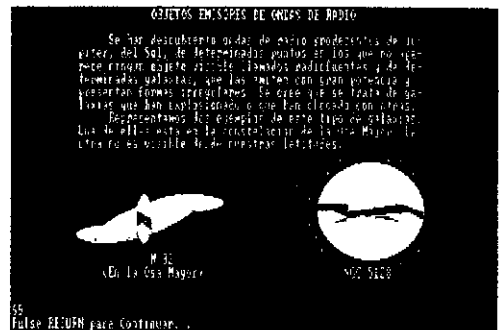 OBJETOS EMISORES DE ONDAS DE RADIO
Se han descubierto ondas de radio procedentes de Jú-
piter, del Sol, de determinados puntos en los que no apa-
rece ningun objeto visible llamados radiofuentes y de de-
terminadas galaxias, que las emiten con gran potencia y
presentan formas irregulares. Se cree que se trata de ga-
laxias que han explosionado o que han chocado con otras.
Representamos dos ejemplos de este tipo de galaxias.
Una de ellas esta en la constelacion de la Osa Mayor. La
otra no es visible desde nuestras latitudes.
M 82
<En la Osa Mayor>
NGC 5128
65
Pulse RETURN para Continuar. .